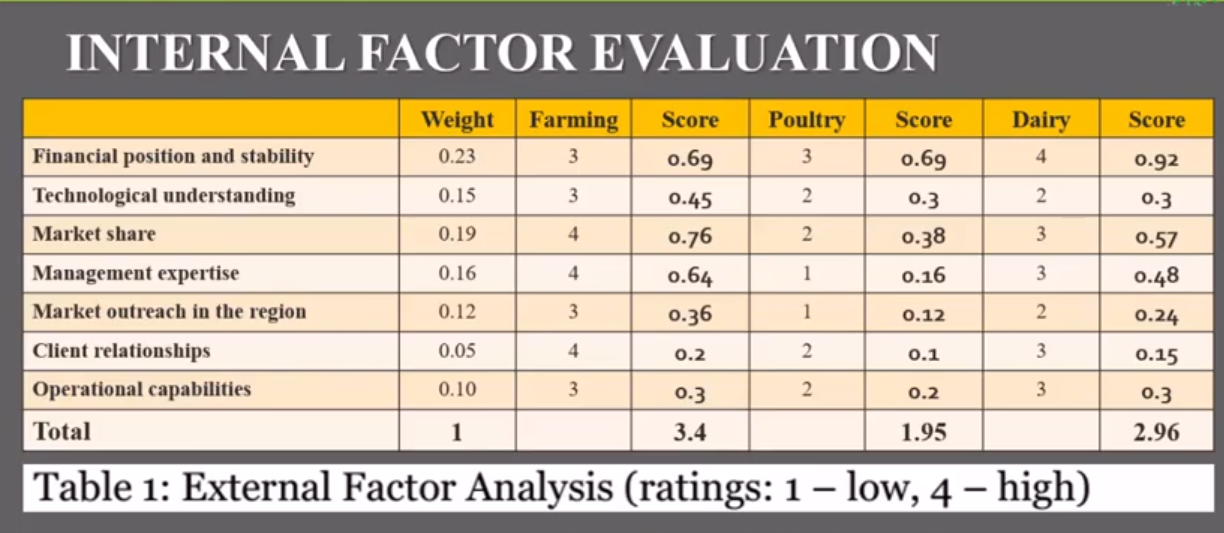 INTERNAL FACTOR EVALUATION
Weight Farming Score Poultry Score Dairy Score
Financial position and stability 0.23 3 0.69 3 0.69 4 0.92
Technological understanding 0.15 3 0.45 2 0.3 2 0.3
Market share 0.19 4 0.76 2 0.38 3 0.57
Management expertise 0.16 4 0.64 1 0.16 3 0.48
Market outreach in the region 0.12 3 0.36 1 0.12 2 0.24
Client relationships 0.05 4 0.2 2 0.1 3 0.15
Operational capabilities 0.10 3 0.3 2 0.2 3 0.3
Total 1 3.4 1.95 2.96
Table 1: External Factor Analysis (ratings: 1 – low, 4 – high)